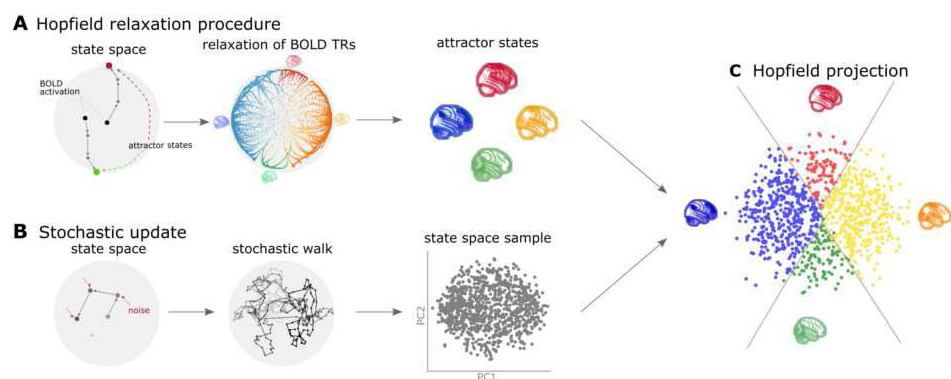 A Hopfield relaxation procedure
state space
relaxation of BOLD TRs
attractor states
BOLD
activation
attractor states
C Hopfield projection
B Stochastic update
state space
stochastic walk
state space sample
noise
PC2
PC1